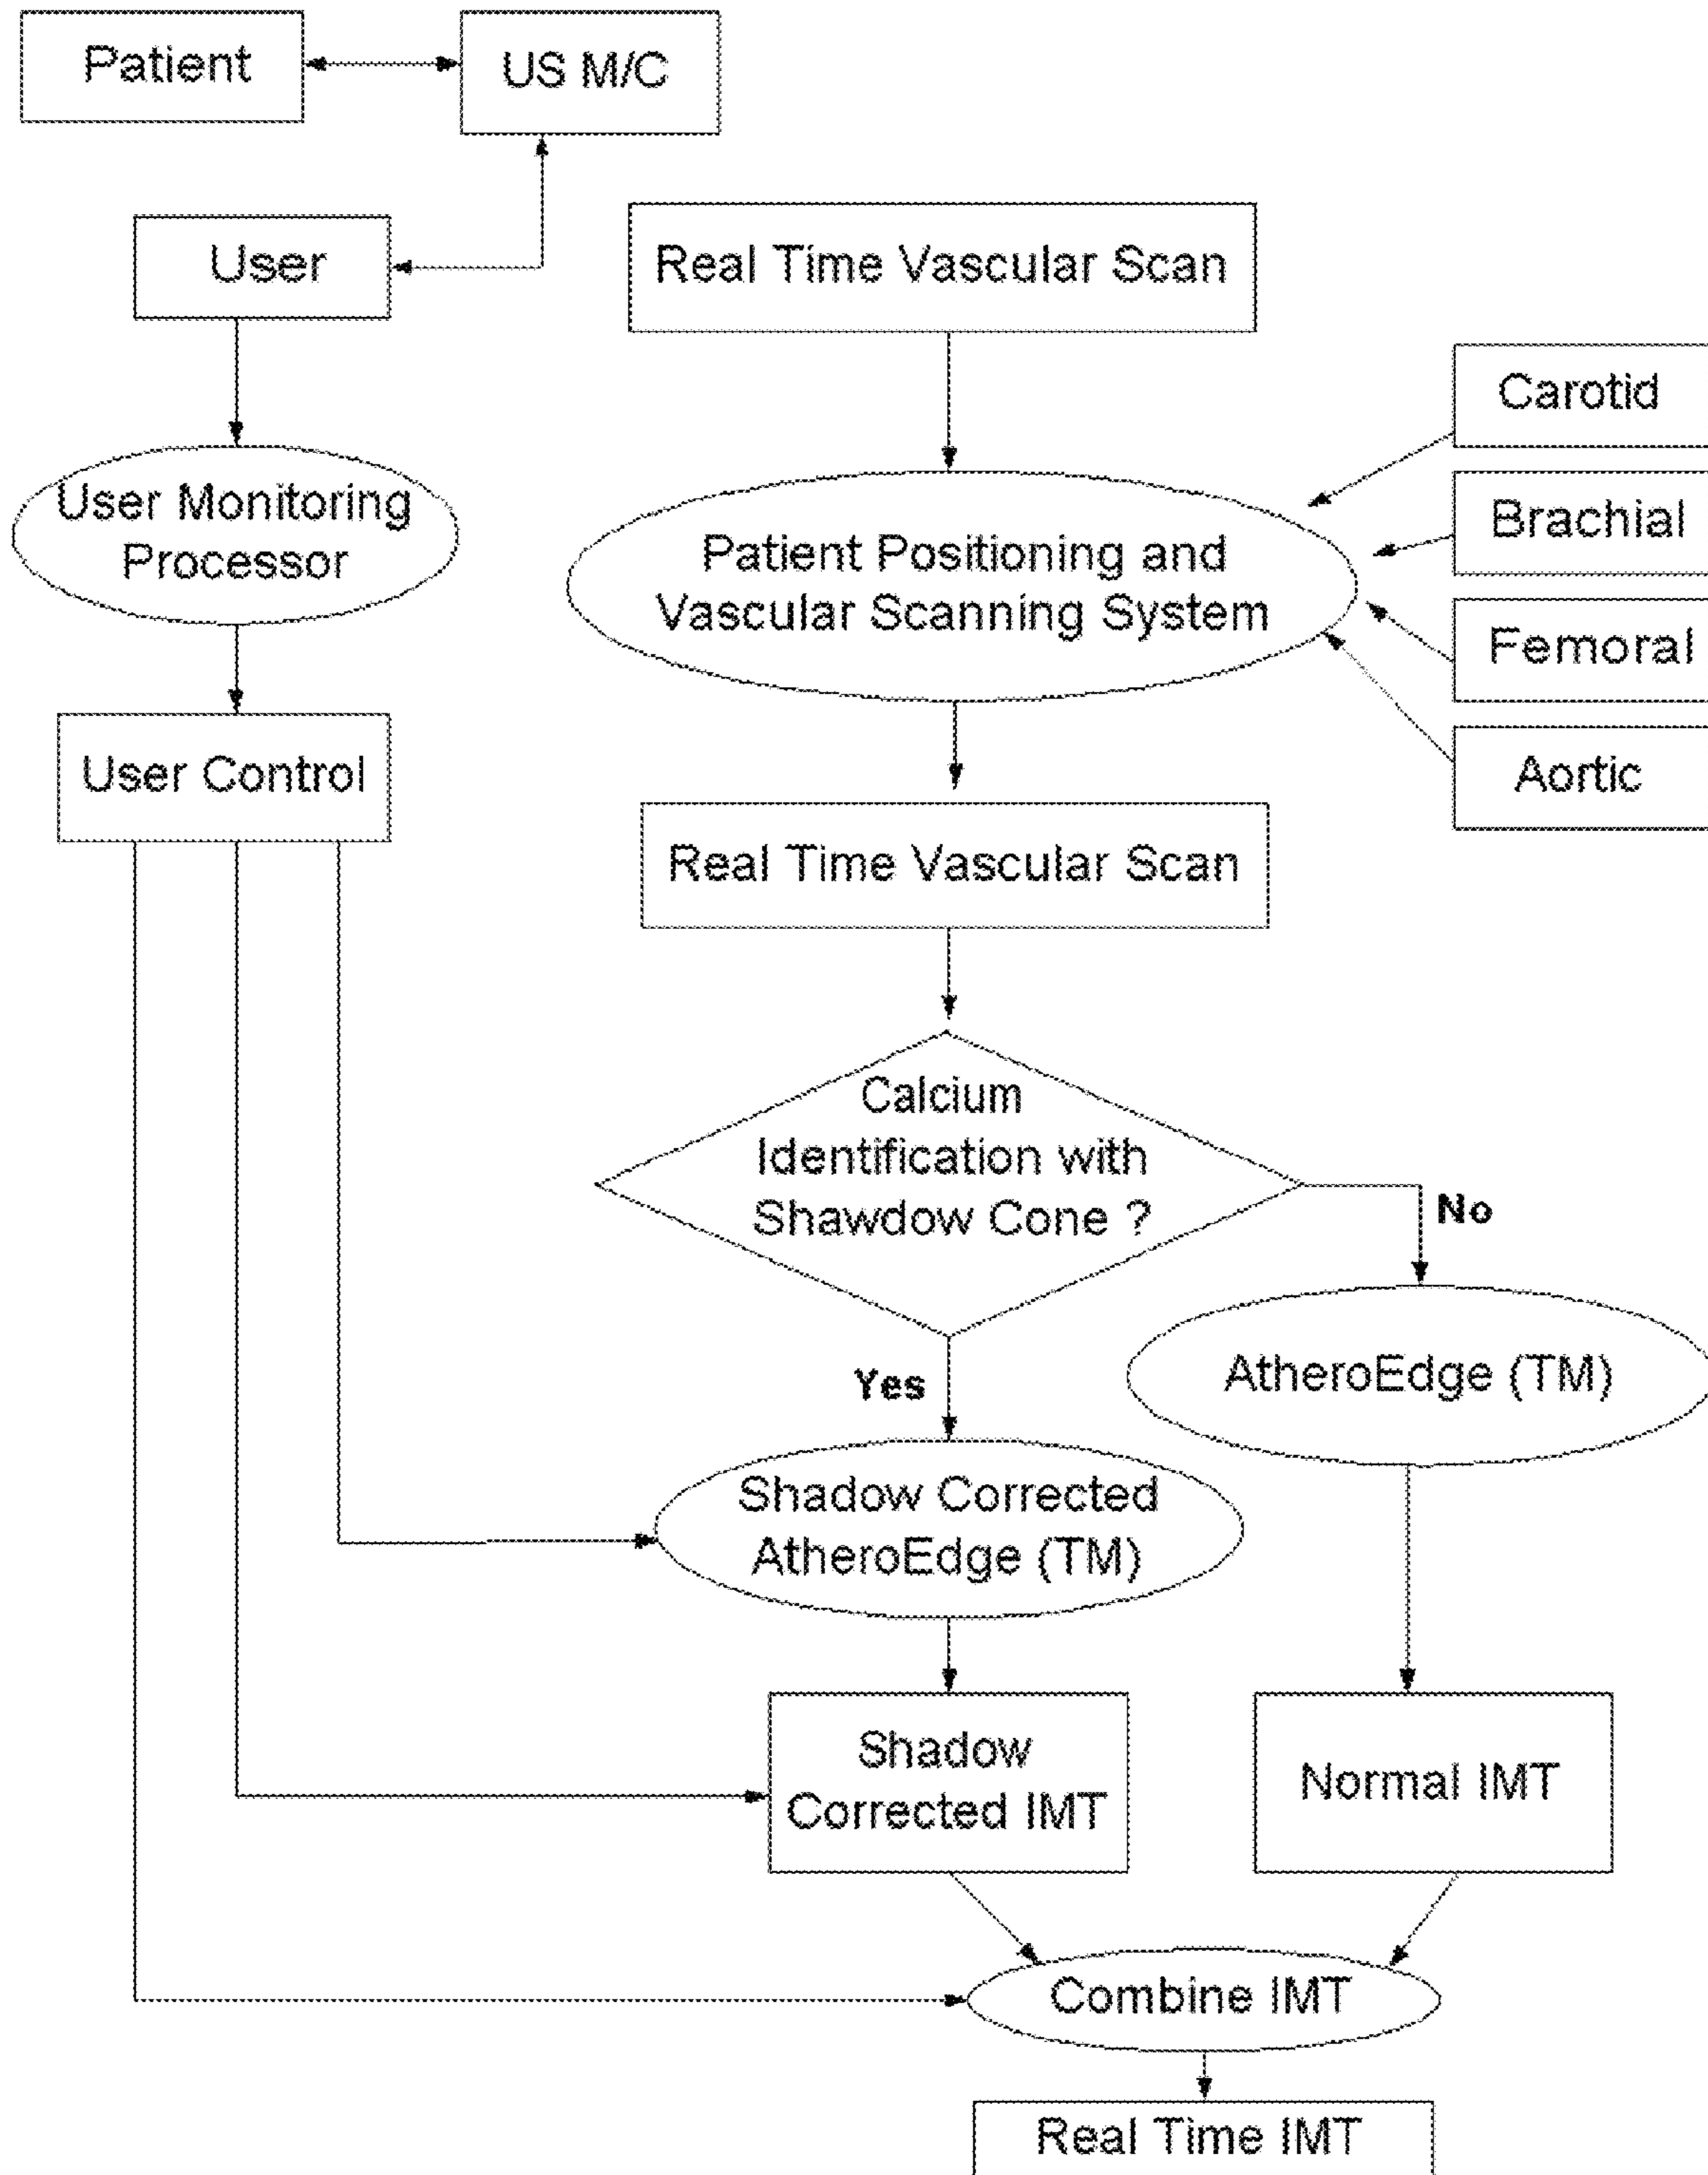 Patient
US M/C
User
Real Time Vascular Scan
Carotid
Brachial
Femoral
Aortic
User Monitoring
Processor
Patient Positioning and
Vascular Scanning System
User Control
Real Time Vascular Scan
Calcium
Identification with
Shawdow Cone ?
No
Yes
AtheroEdge (TM)
Shadow Corrected
AtheroEdge (TM)
Shadow
Corrected IMT
Normal IMT
Combine IMT
Real Time IMT